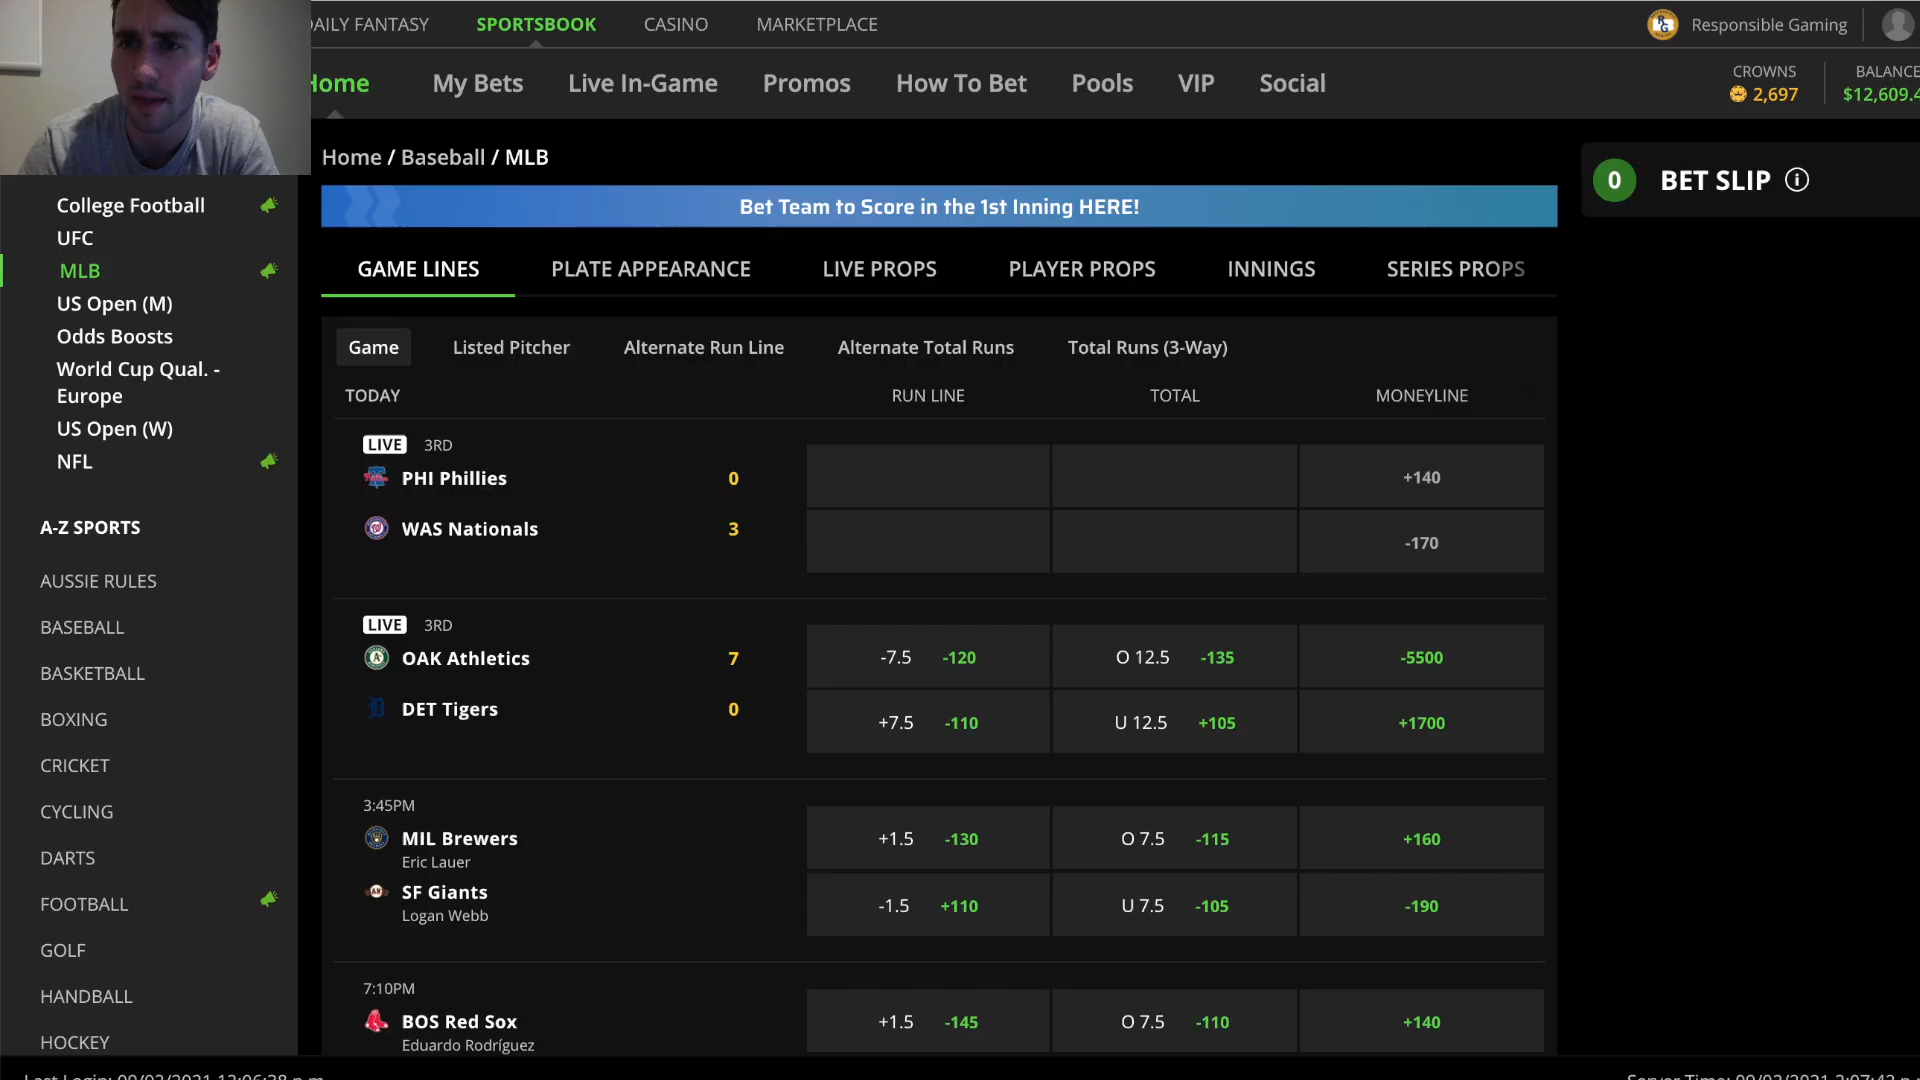 DAILY FANTASY SPORTSBOOK CASINO MARKETPLACE Responsible Gaming
Home My Bets Live In-Game Promos How To Bet Pools VIP Social
CROWNS
2,697
BALANCE
$12,609.4
Home / Baseball / MLB
Bet Team to Score in the 1st Inning HERE!
0 BET SLIP
College Football
UFC
MLB
US Open (M)
Odds Boosts
World Cup Qual. -
Europe
US Open (W)
NFL
A-Z SPORTS
AUSSIE RULES
BASEBALL
BASKETBALL
BOXING
CRICKET
CYCLING
DARTS
FOOTBALL
GOLF
HANDBALL
HOCKEY
GAME LINES PLATE APPEARANCE LIVE PROPS PLAYER PROPS INNINGS SERIES PROPS
Game Listed Pitcher Alternate Run Line Alternate Total Runs Total Runs (3-Way)
TODAY RUN LINE TOTAL MONEYLINE
LIVE 3RD
PHI Phillies 0 +140
WAS Nationals 3 -170
LIVE 3RD
OAK Athletics 7 -7.5 -120 O 12.5 -135 -5500
DET Tigers 0 +7.5 -110 U 12.5 +105 +1700
3:45PM
MIL Brewers +1.5 -130 O 7.5 -115 +160
Eric Lauer
SF Giants -1.5 +110 U 7.5 -105 -190
Logan Webb
7:10PM
BOS Red Sox +1.5 -145 O 7.5 -110 +140
Eduardo Rodríguez